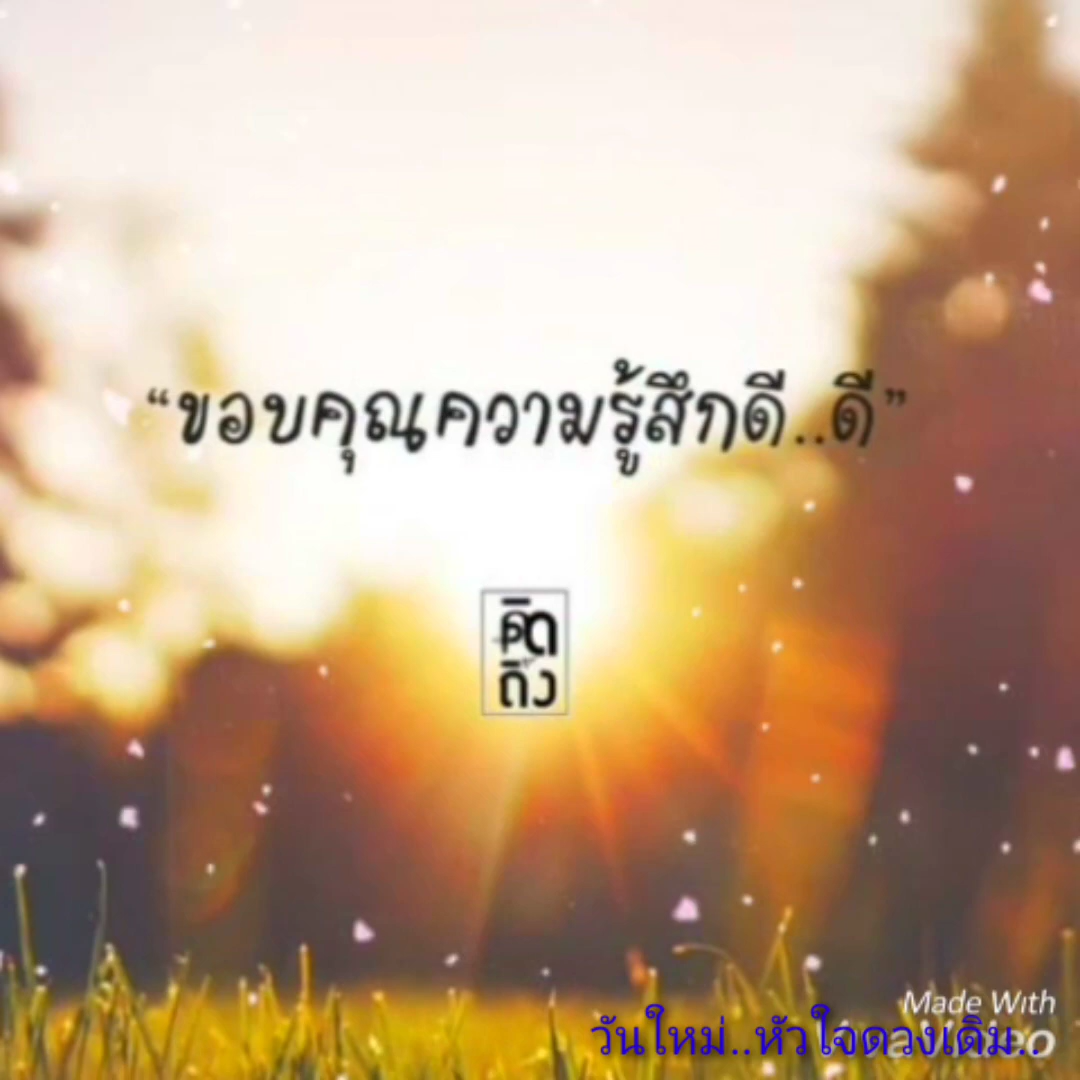 “ขอบคุณความรู้สึกดี..ดี”
คิด
ถึง
Made With
วันใหม่..หัวใจดวงเดิม..